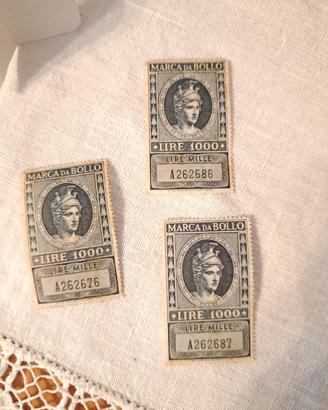 MARCA DA BOLLO
LIRE 1000
LIRE MILLE
A262686
MARCA DA BOLLO
LIRE 1000
LIRE MILLE
A262676
MARCA DA BOLLO
LIRE 1000
LIRE MILLE
A262687